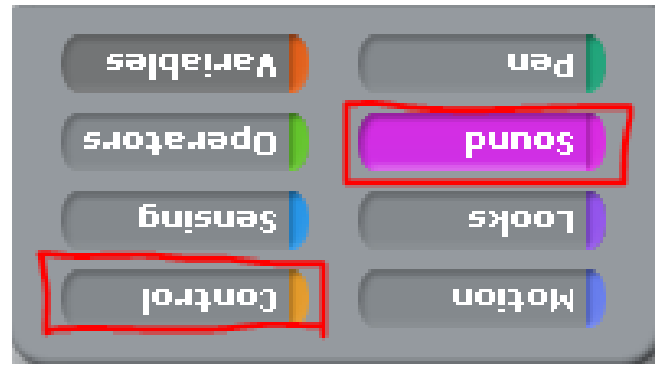 Motion Control
Looks Sensing
Sound Operators
Pen Variables